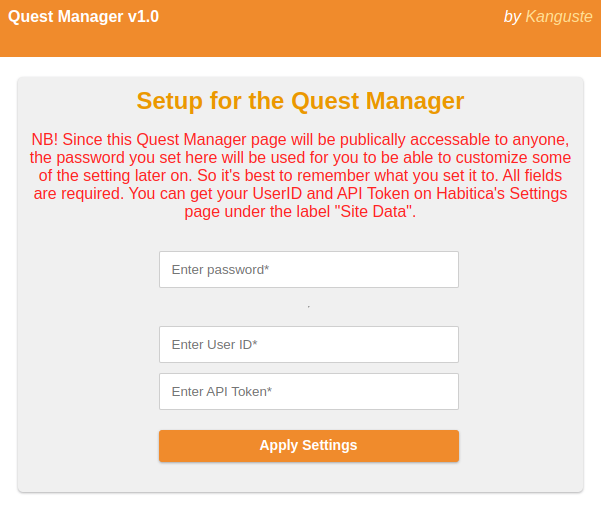 Quest Manager v1.0
by Kanguste
Setup for the Quest Manager
NB! Since this Quest Manager page will be publically accessable to anyone,
the password you set here will be used for you to be able to customize some
of the setting later on. So it's best to remember what you set it to. All fields
are required. You can get your UserID and API Token on Habitica's Settings
page under the label "Site Data".
Enter password*
.
Enter User ID*
Enter API Token*
Apply Settings